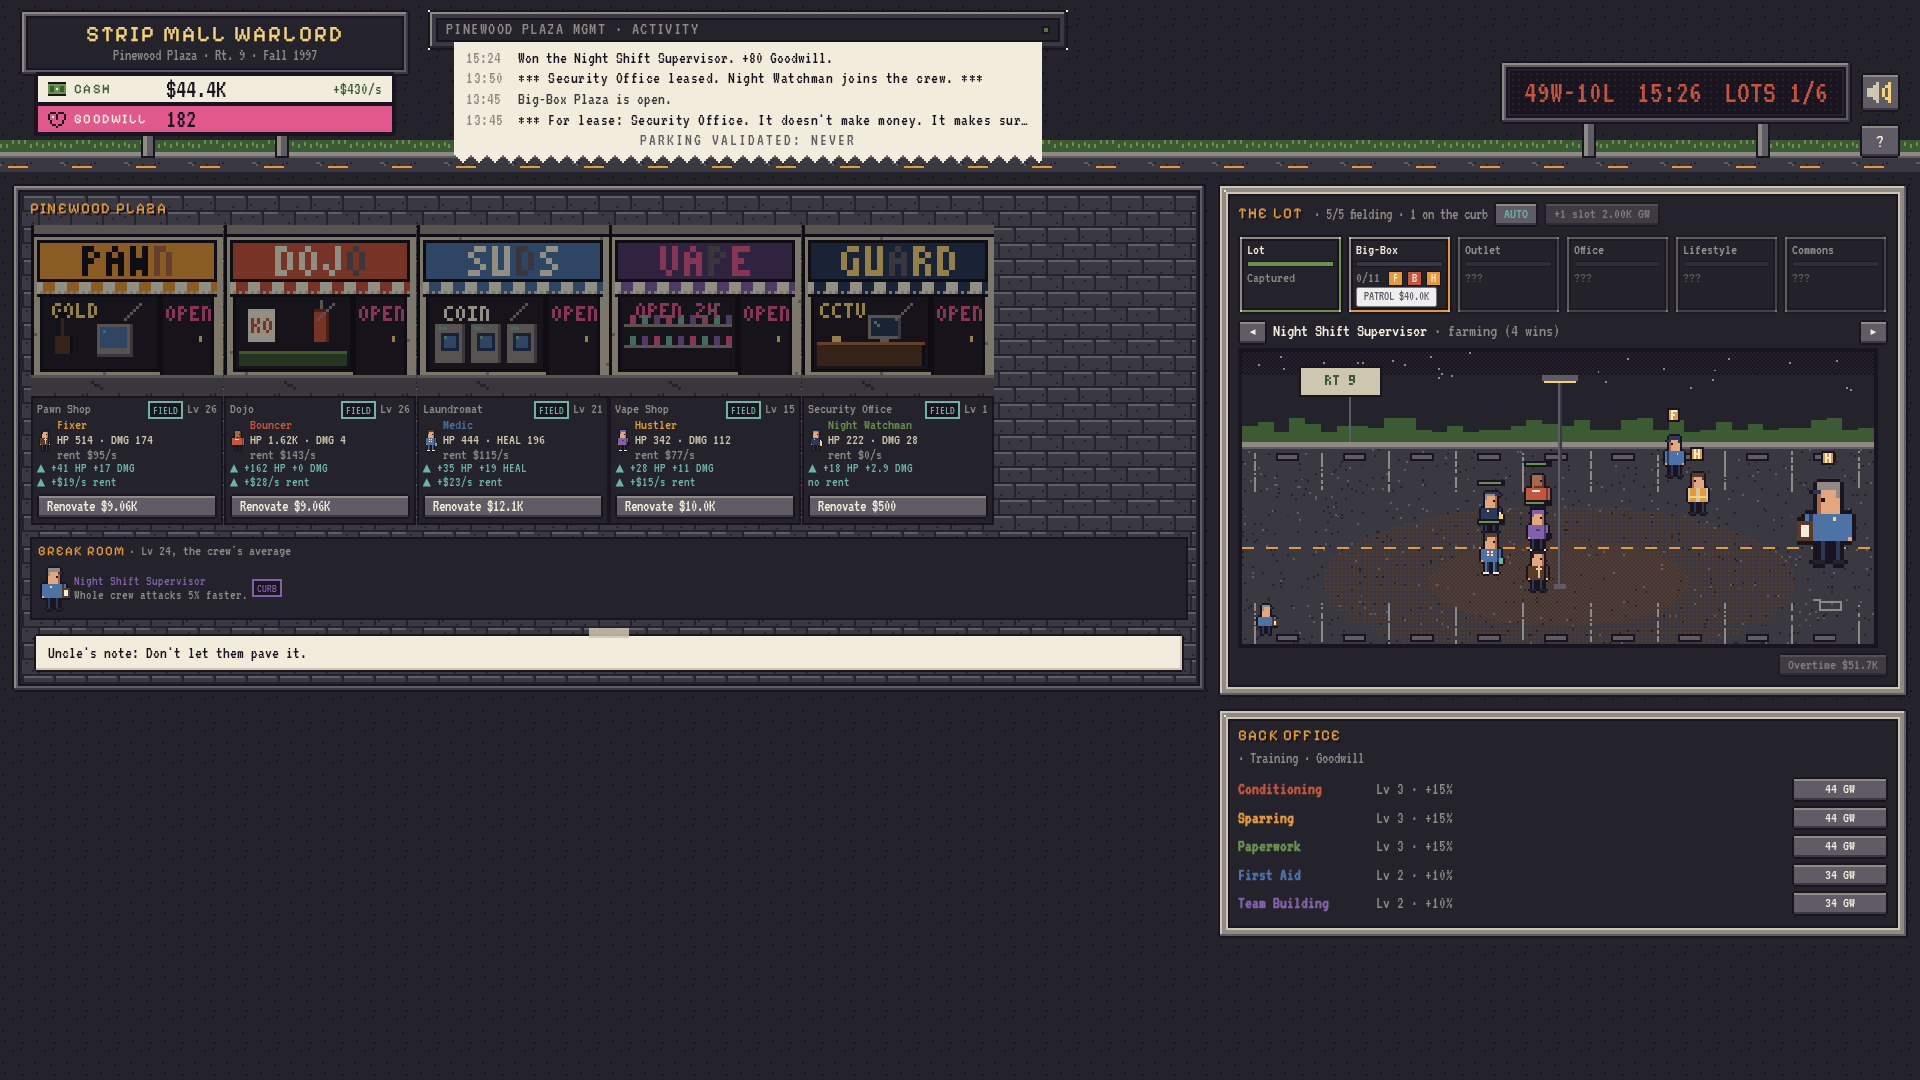 STRIP MALL WARLORD
Pinewood Plaza · Rt. 9 · Fall 1997
CASH $44.4K +$430/s
GOODWILL 182
PINEWOOD PLAZA MGMT · ACTIVITY
15:24 Won the Night Shift Supervisor. +80 Goodwill.
13:50 *** Security Office leased. Night Watchman joins the crew. ***
13:45 Big-Box Plaza is open.
13:45 *** For lease: Security Office. It doesn't make money. It makes sur…
PARKING VALIDATED: NEVER
49W-10L 15:26 LOTS 1/6
?
PINEWOOD PLAZA
PAWN DOJO SUDS VAPE GUARD
GOLD OPEN KO OPEN COIN OPEN OPEN 24 OPEN CCTV OPEN
Pawn Shop FIELD Lv 26
Fixer
HP 514 · DMG 174
rent $95/s
▲ +41 HP +17 DMG
▲ +$19/s rent
Renovate $9.06K
Dojo FIELD Lv 26
Bouncer
HP 1.62K · DMG 4
rent $143/s
▲ +162 HP +0 DMG
▲ +$28/s rent
Renovate $9.06K
Laundromat FIELD Lv 21
Medic
HP 444 · HEAL 196
rent $115/s
▲ +35 HP +19 HEAL
▲ +$23/s rent
Renovate $12.1K
Vape Shop FIELD Lv 15
Hustler
HP 342 · DMG 112
rent $77/s
▲ +28 HP +11 DMG
▲ +$15/s rent
Renovate $10.0K
Security Office FIELD Lv 1
Night Watchman
HP 222 · DMG 28
rent $0/s
▲ +18 HP +2.9 DMG
no rent
Renovate $500
BREAK ROOM · Lv 24, the crew's average
Night Shift Supervisor
Whole crew attacks 5% faster.
CURB
Uncle's note: Don't let them pave it.
THE LOT · 5/5 fielding · 1 on the curb AUTO +1 slot 2.00K GW
Lot
Captured
Big-Box
0/11 F B H
PATROL $40.0K
Outlet
???
Office
???
Lifestyle
???
Commons
???
◄ Night Shift Supervisor · farming (4 wins) ►
RT 9
F
H
H
Overtime $51.7K
BACK OFFICE
· Training · Goodwill
Conditioning Lv 3 · +15% 44 GW
Sparring Lv 3 · +15% 44 GW
Paperwork Lv 3 · +15% 44 GW
First Aid Lv 2 · +10% 34 GW
Team Building Lv 2 · +10% 34 GW